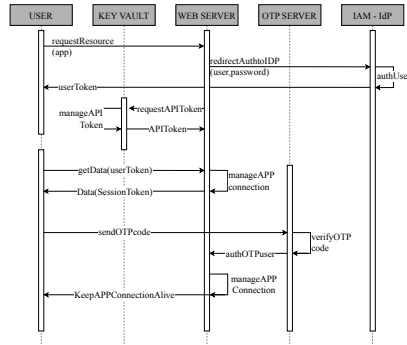 USER
KEY VAULT
WEB SERVER
OTP SERVER
IAM - IdP
requestResource
(app)
redirectAuthtoIDP
(user,password)
authUser
userToken
manageAPI
Token
requestAPIToken
APIToken
getData(userToken)
manageAPP
connection
Data(SessionToken)
sendOTPcode
verifyOTP
code
authOTPuser
manageAPP
Connection
KeepAPPConnectionAlive